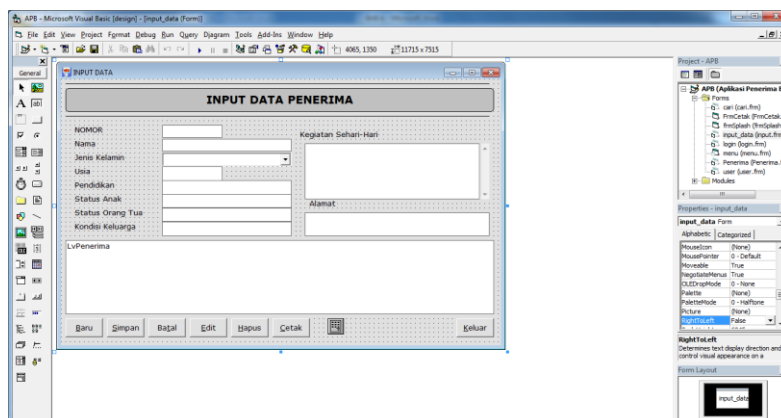 APB - Microsoft Visual Basic [design] - [input_data (Form)]
File Edit View Project Format Debug Run Query Diagram Tools Add-Ins Window Help
4065, 1350 11715 x 7515
General
INPUT DATA
INPUT DATA PENERIMA
NOMOR
Nama
Jenis Kelamin
Usia
Pendidikan
Status Anak
Status Orang Tua
Kondisi Keluarga
Kegiatan Sehari-Hari
Alamat
LvPenerima
Baru Simpan Batal Edit Hapus Cetak Keluar
Project - APB
APB (Aplikasi Penerima B
Forms
cari (cari.frm)
FrmCetak (FrmCetak.
frmSplash (frmSplash
input_data (input.frm
login (login.frm)
menu (menu.frm)
Penerima (Penerima.
user (user.frm)
Modules
Properties - input_data
input_data Form
Alphabetic Categorized
MouseIcon (None)
MousePointer 0 - Default
Moveable True
NegotiateMenus True
OLEDropMode 0 - None
Palette (None)
PaletteMode 0 - Halftone
Picture (None)
RightToLeft False
RightToLeft
Determines text display direction and
control visual appearance on a
Form Layout
input_data